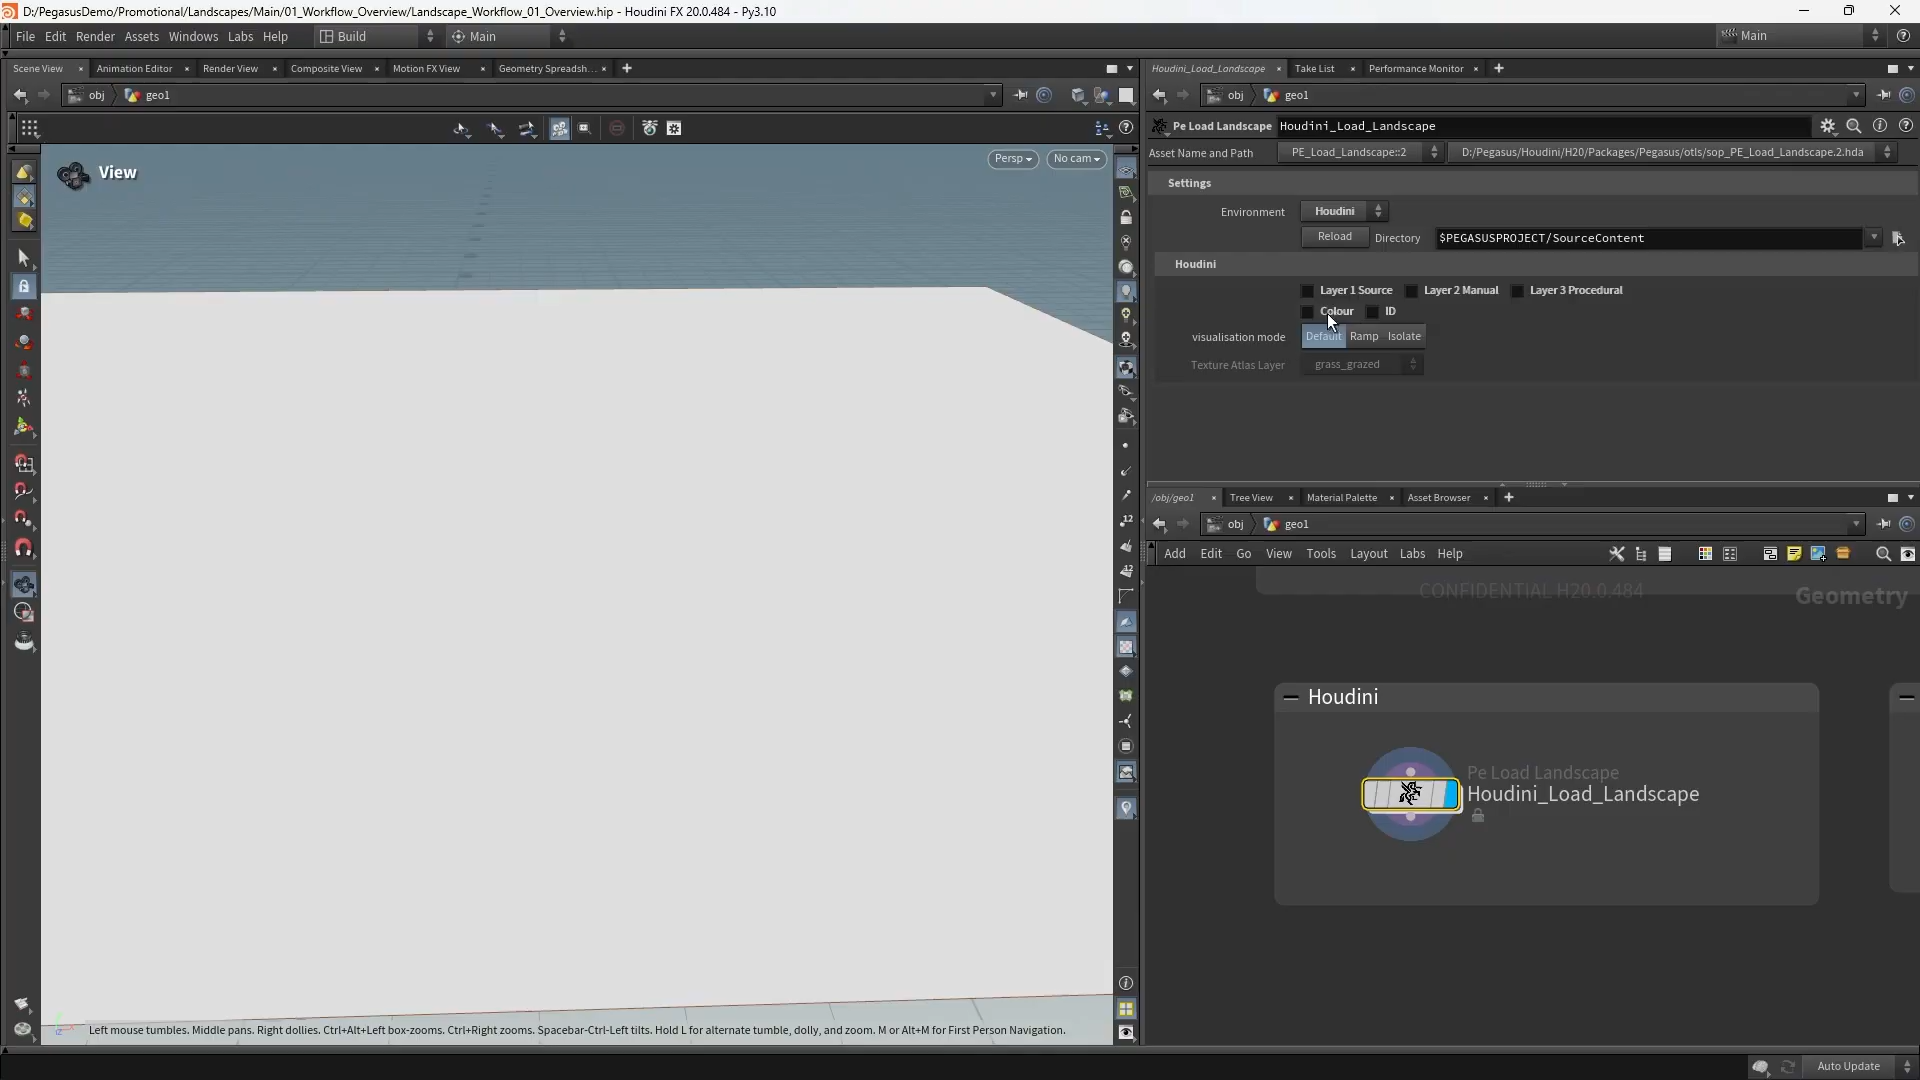 D:/PegasusDemo/Promotional/Landscapes/Main/01_Workflow_Overview/Landscape_Workflow_01_Overview.hip - Houdini FX 20.0.484 - Py3.10
File Edit Render Assets Windows Labs Help Build Main Main
Scene View Animation Editor Render View Composite View Motion FX View Geometry Spreadsh...
obj geo1
View
Persp No cam
Left mouse tumbles. Middle pans. Right dollies. Ctrl+Alt+Left box-zooms. Ctrl+Right zooms. Spacebar-Ctrl-Left tilts. Hold L for alternate tumble, dolly, and zoom. M or Alt+M for First Person Navigation.
Houdini_Load_Landscape Take List Performance Monitor
obj geo1
Pe Load Landscape Houdini_Load_Landscape
Asset Name and Path PE_Load_Landscape::2 D:/Pegasus/Houdini/H20/Packages/Pegasus/otls/sop_PE_Load_Landscape.2.hda
Settings
Environment Houdini
Reload Directory $PEGASUSPROJECT/SourceContent
Houdini
Layer 1 Source Layer 2 Manual Layer 3 Procedural
Colour ID
visualisation mode Default Ramp Isolate
Texture Atlas Layer grass_grazed
/obj/geo1 Tree View Material Palette Asset Browser
obj geo1
Add Edit Go View Tools Layout Labs Help
CONFIDENTIAL H20.0.484
Geometry
Houdini
Pe Load Landscape
Houdini_Load_Landscape
Auto Update